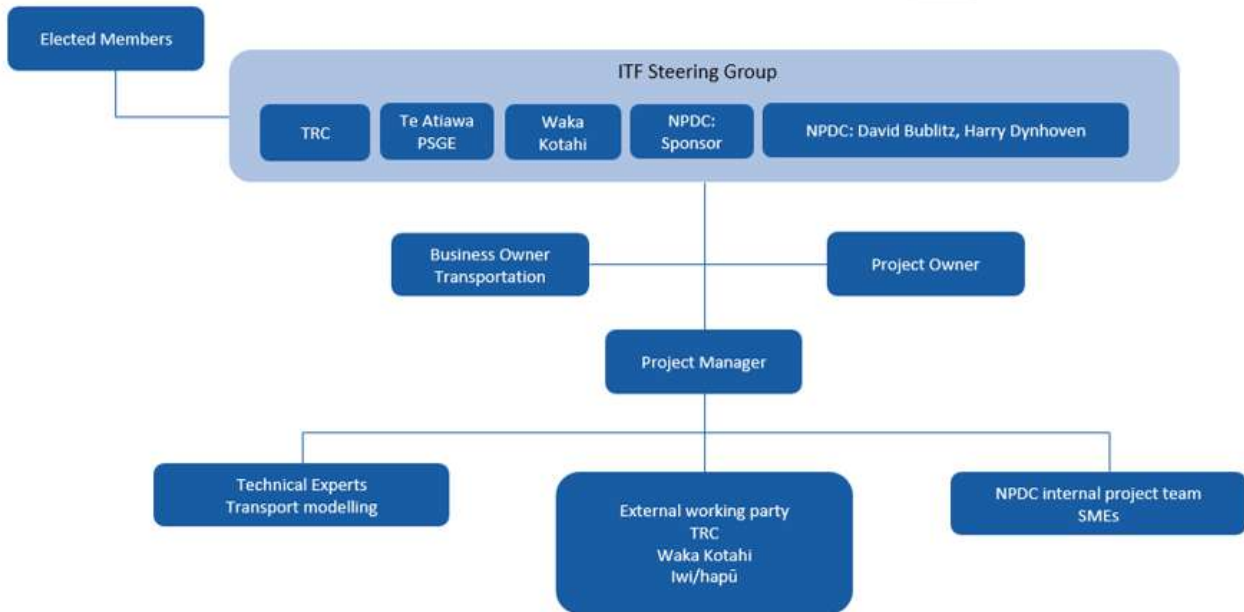 Elected Members
ITF Steering Group
TRC
Te Atiawa
PSGE
Waka
Kotahi
NPDC:
Sponsor
NPDC: David Bublitz, Harry Dynhoven
Business Owner
Transportation
Project Owner
Project Manager
Technical Experts
Transport modelling
External working party
TRC
Waka Kotahi
Iwi/hapū
NPDC internal project team
SMEs